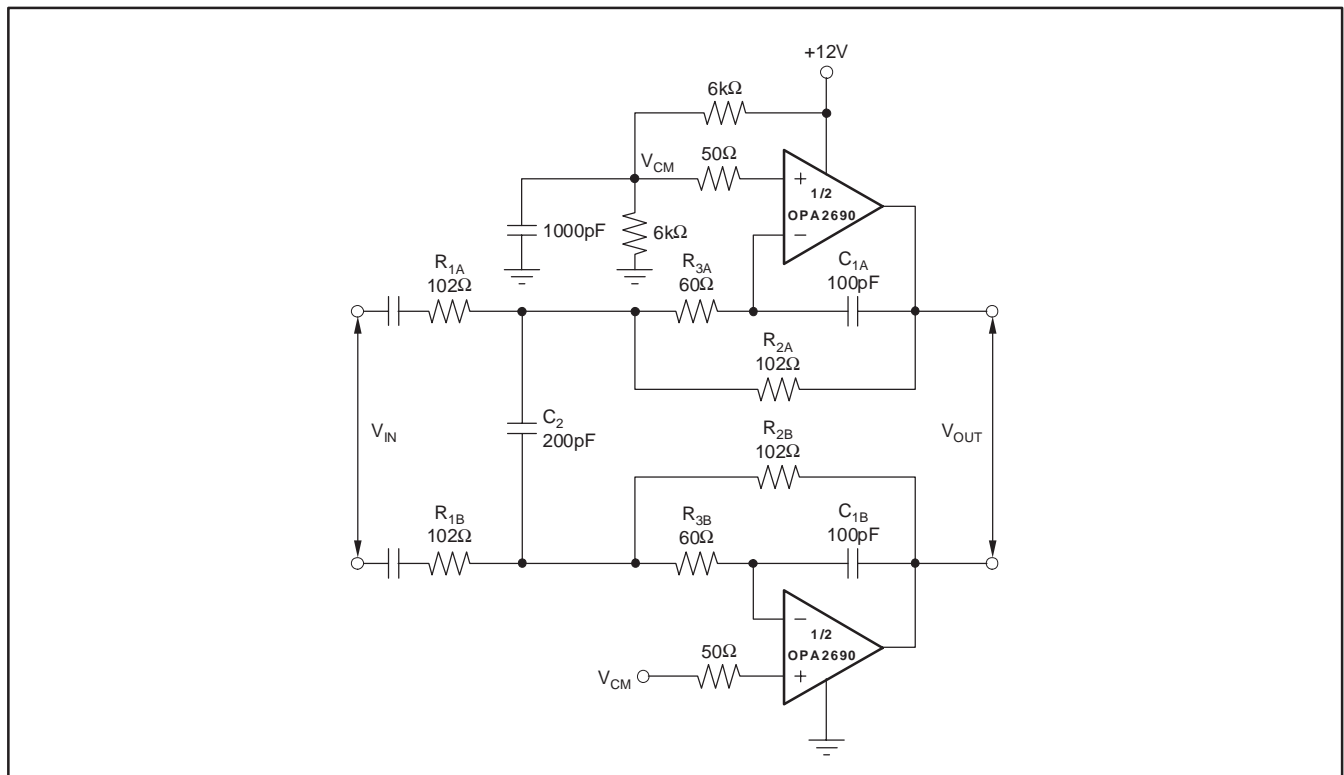 +12V
6kΩ
50Ω
V_CM
+
1/2
OPA2690
−
1000pF
6kΩ
R_1A
102Ω
R_3A
60Ω
C_1A
100pF
R_2A
102Ω
C_2
200pF
V_IN
V_OUT
R_2B
102Ω
R_1B
102Ω
R_3B
60Ω
C_1B
100pF
−
1/2
OPA2690
+
50Ω
V_CM